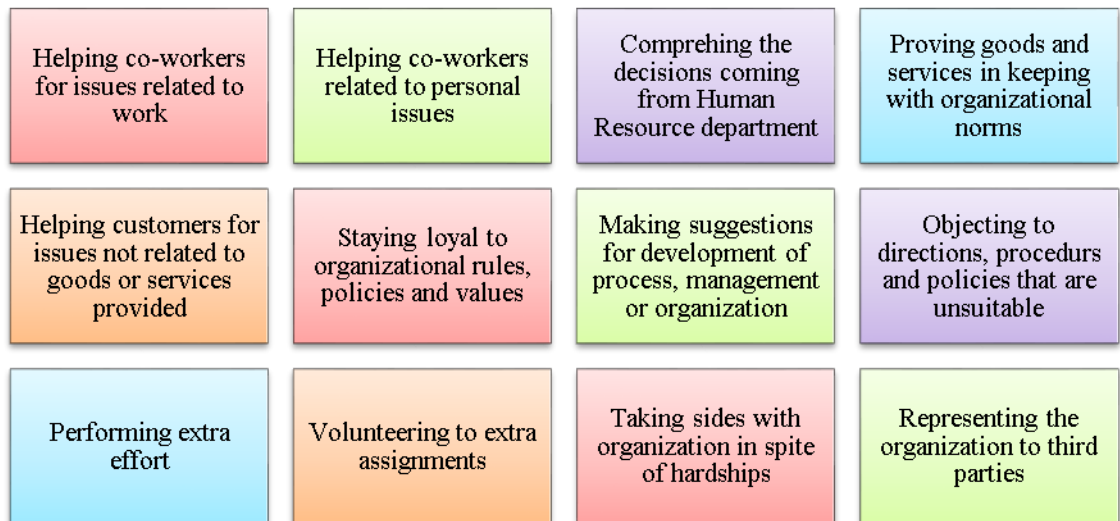 Helping co-workers
for issues related to
work
Helping co-workers
related to personal
issues
Comprehing the
decisions coming
from Human
Resource department
Proving goods and
services in keeping
with organizational
norms
Helping customers for
issues not related to
goods or services
provided
Staying loyal to
organizational rules,
policies and values
Making suggestions
for development of
process, management
or organization
Objecting to
directions, procedurs
and policies that are
unsuitable
Performing extra
effort
Volunteering to extra
assignments
Taking sides with
organization in spite
of hardships
Representing the
organization to third
parties